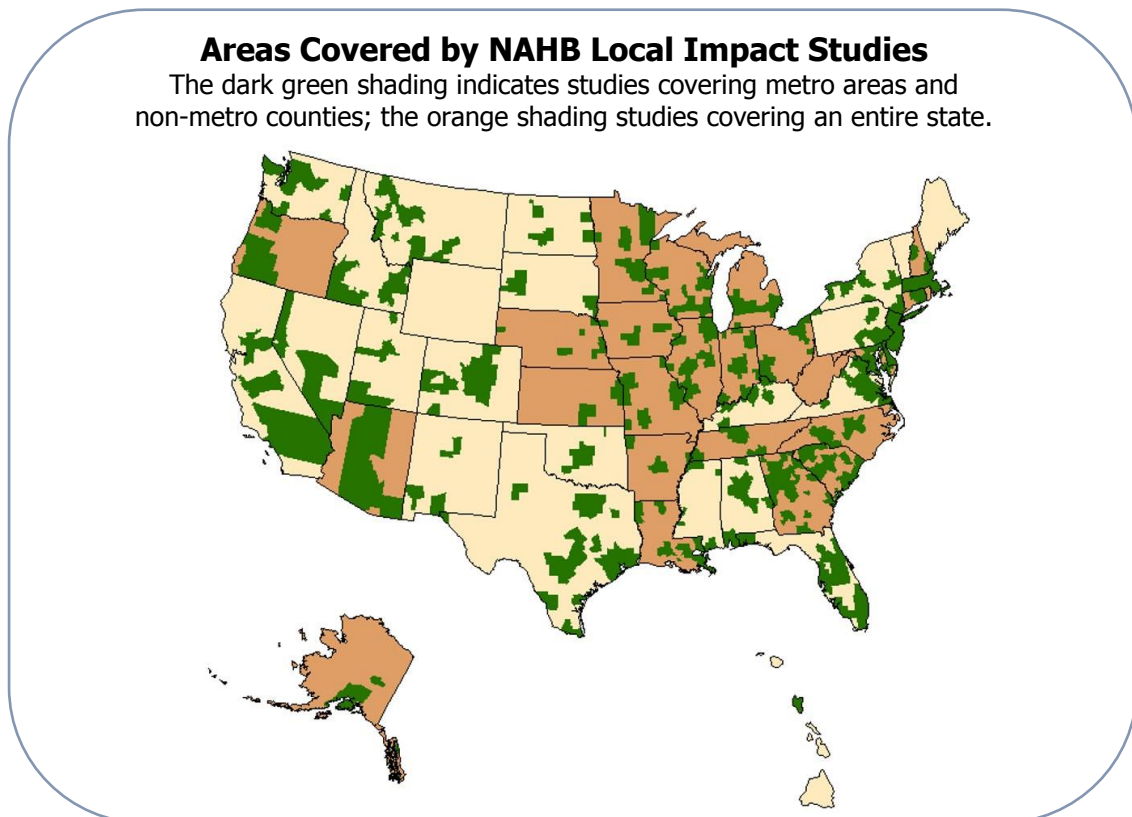 Areas Covered by NAHB Local Impact Studies
The dark green shading indicates studies covering metro areas and
non-metro counties; the orange shading studies covering an entire state.